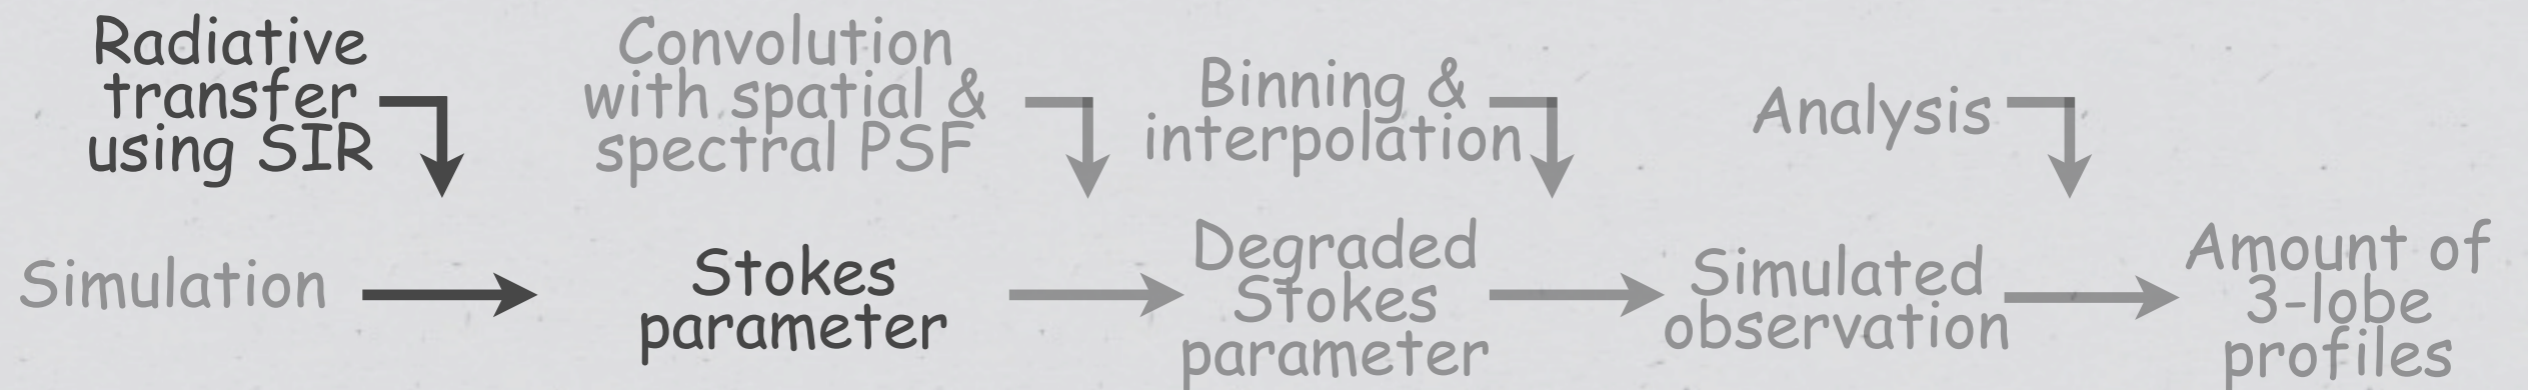 Radiative
transfer
using SIR
Convolution
with spatial &
spectral PSF
Binning &
interpolation
Analysis
Simulation
Stokes
parameter
Degraded
Stokes
parameter
Simulated
observation
Amount of
3-lobe
profiles